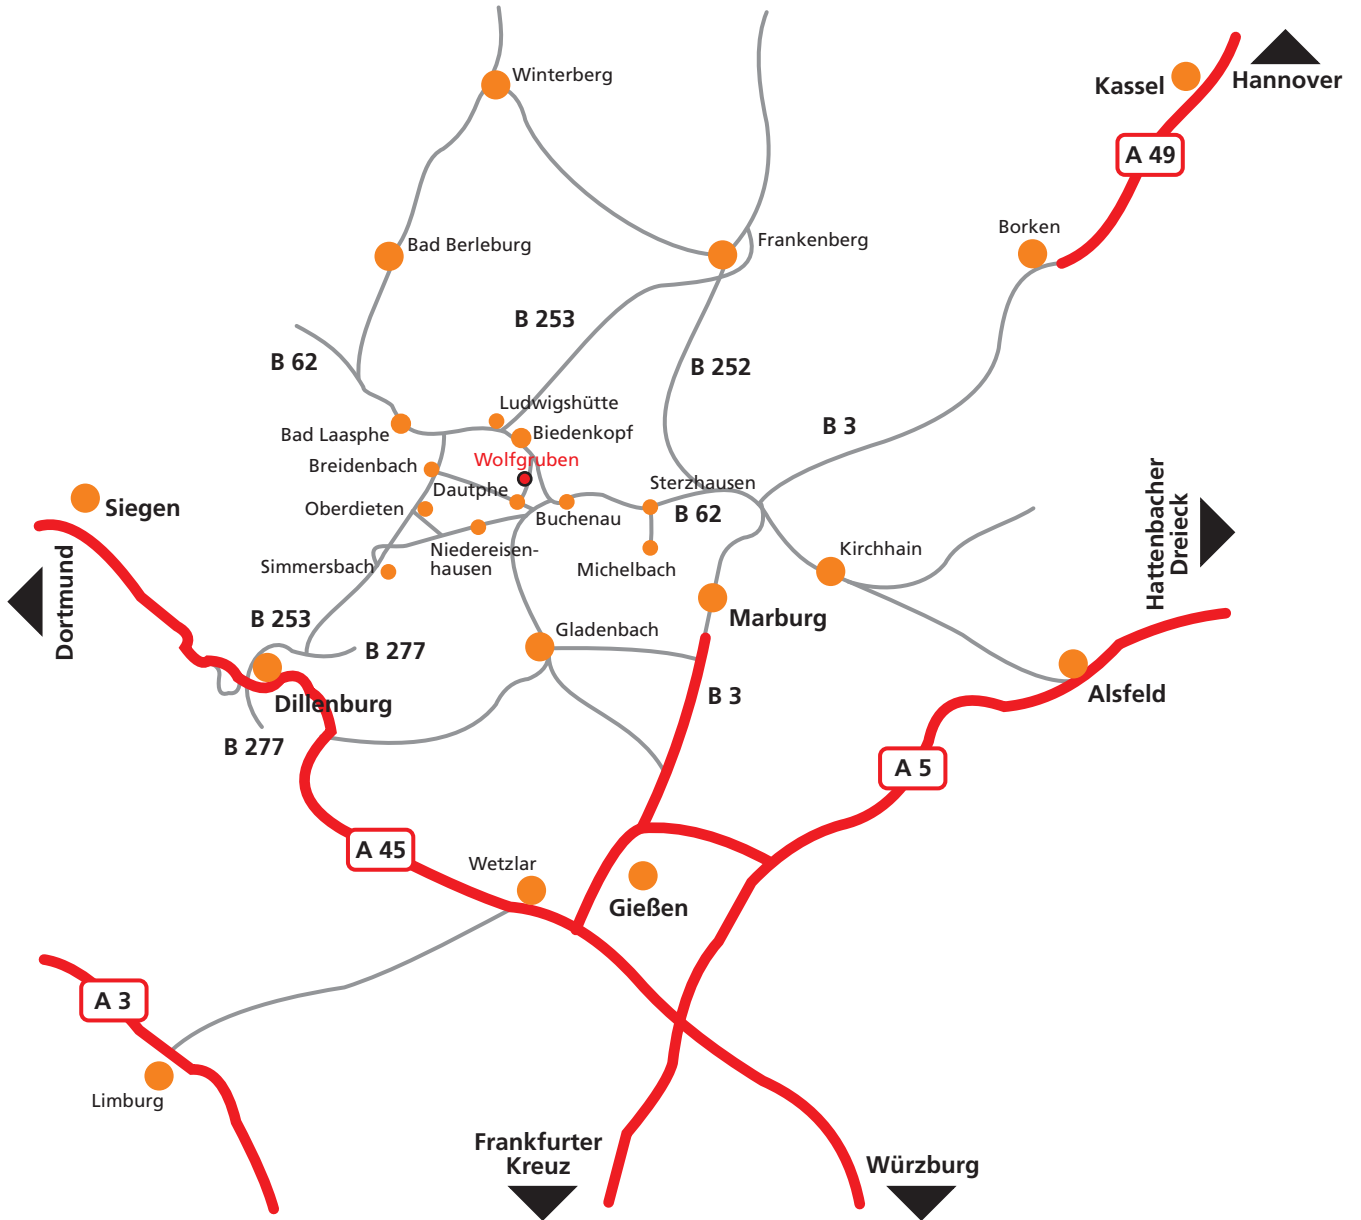 Winterberg
Kassel
Hannover
A 49
Bad Berleburg
Frankenberg
Borken
B 253
B 62
B 252
Ludwigshütte
B 3
Bad Laasphe
Biedenkopf
Wolfgruben
Breidenbach
Dautphe
Sterzhausen
Siegen
Oberdieten
Buchenau
B 62
Hattenbacher
Dreieck
Niedereisen-
hausen
Kirchhain
Simmersbach
Michelbach
Dortmund
B 253
Gladenbach
Marburg
B 277
Dillenburg
B 3
Alsfeld
B 277
A 5
A 45
Wetzlar
Gießen
A 3
Limburg
Frankfurter
Kreuz
Würzburg